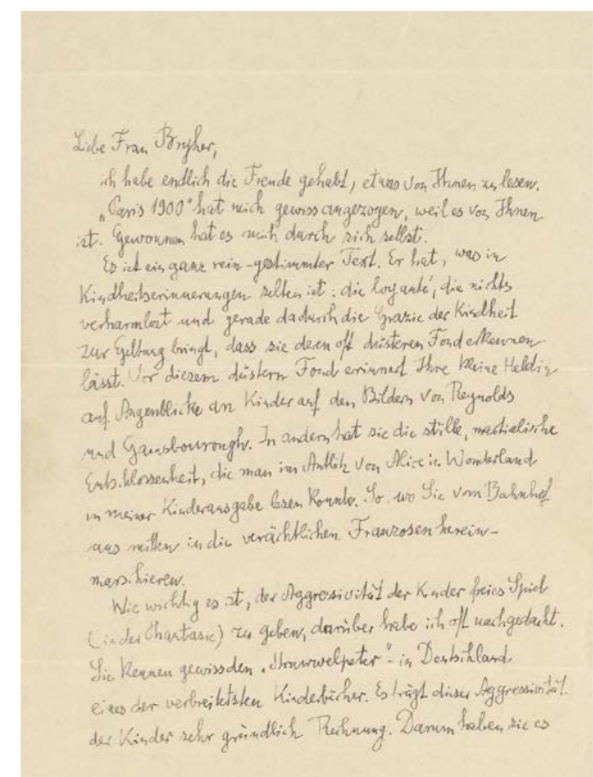 Liebe Frau Bryher,
ich habe endlich die Freude gehabt, etwas von Ihnen zu lesen.
„Paris 1900" hat mich gewiss angezogen, weil es von Ihnen
ist. Gewonnen hat es mich durch sich selbst.
Es ist ein ganz rein-gestimmter Text. Er hat, was in
Kindheitserinnerungen selten ist: die loyauté, die nichts
verharmlost und gerade dadurch die Grazie der Kindheit
zur Geltung bringt, dass sie deren oft düsteren Fond erkennen
lässt. Vor diesem düstern Fond erinnert Ihre kleine Heldin
auf Augenblicke an Kinder auf den Bildern von Reynolds
und Gainsbourough. In andern hat sie die stille, martialische
Entschlossenheit, die man im Antlitz von Alice in Wonderland
in meiner Kinderausgabe lesen konnte. So wo Sie vom Bahnhof
aus mitten in die verächtlichen Franzosen herein-
marschieren.
Wie wichtig es ist, der Aggressivität der Kinder freies Spiel
(in der Phantasie) zu geben, darüber habe ich oft nachgedacht.
Sie kennen gewiss den „Struwwelpeter" - in Deutschland
eines der verbreitetsten Kinderbücher. Es trägt dieser Aggressivität
der Kinder sehr gründlich Rechnung. Darum haben sie es